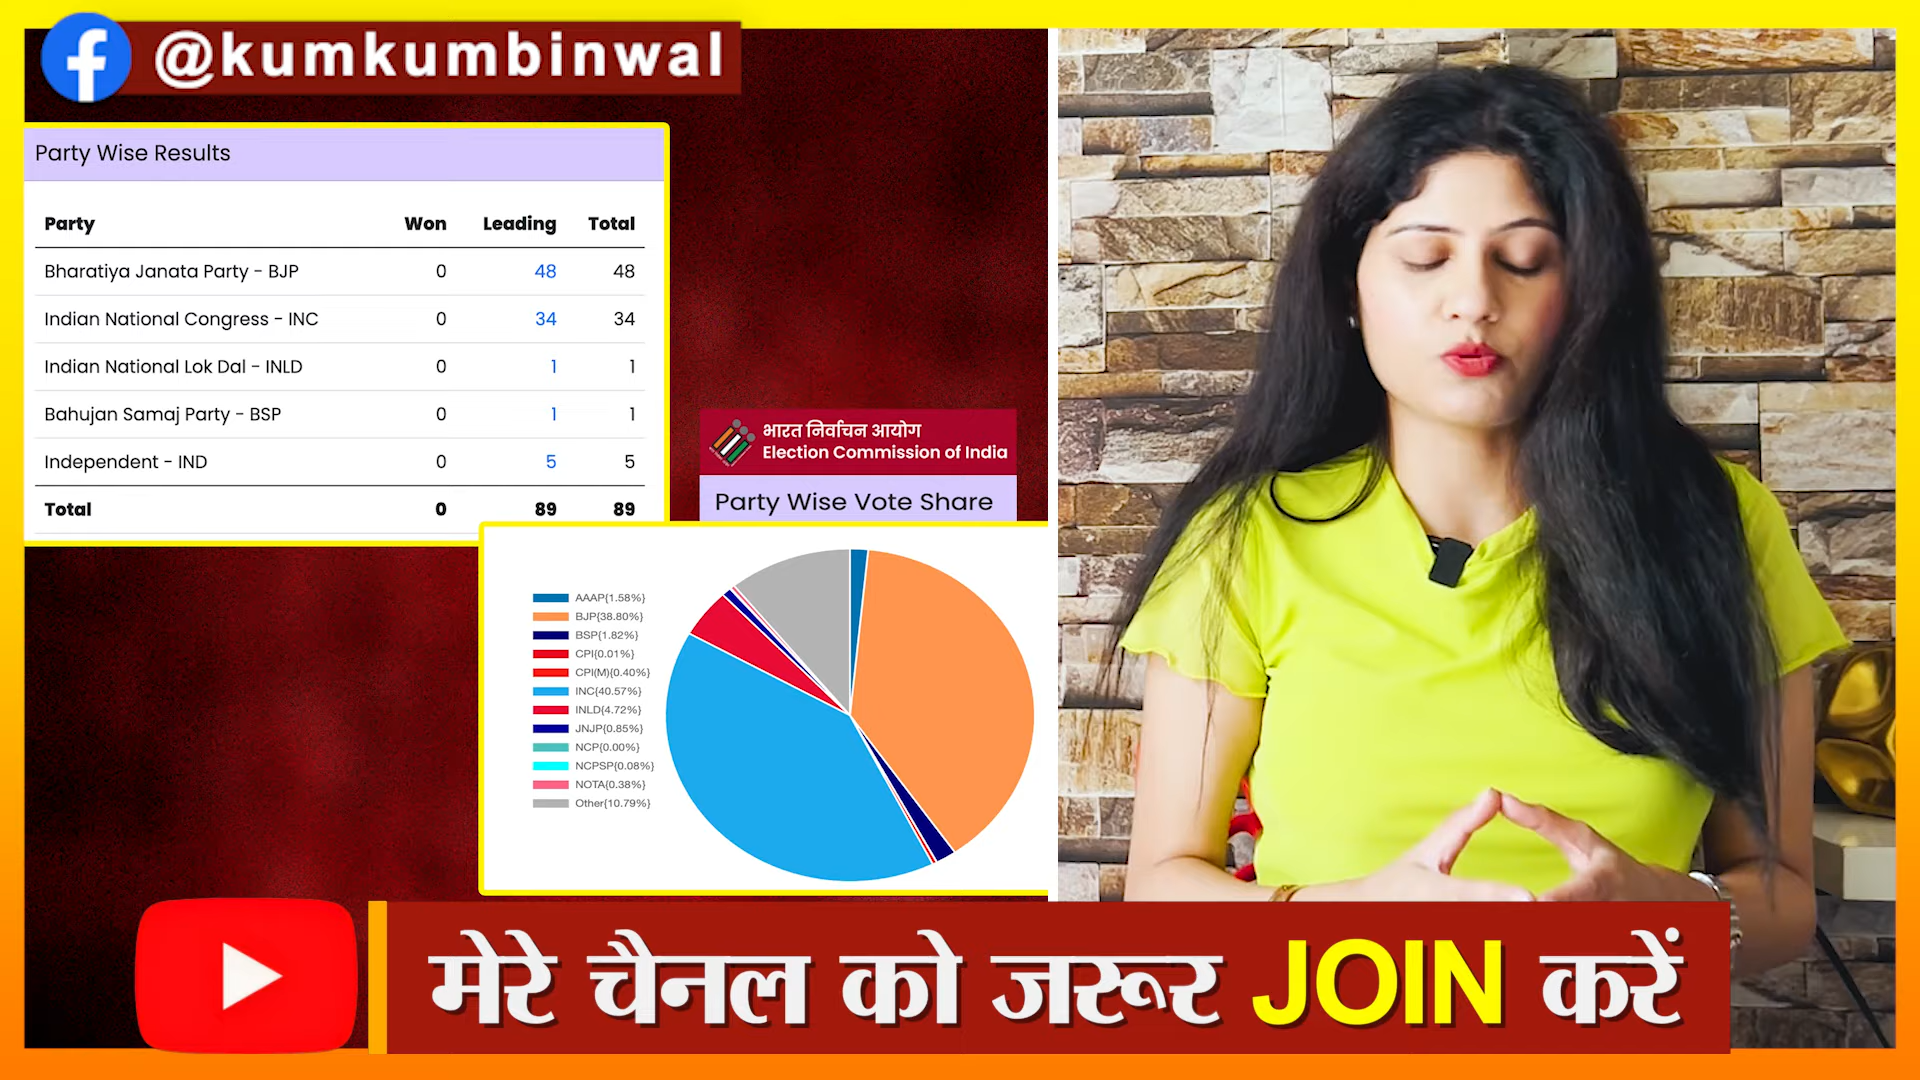 @kumkumbinwal
Party Wise Results
Party Won Leading Total
Bharatiya Janata Party - BJP 0 48 48
Indian National Congress - INC 0 34 34
Indian National Lok Dal - INLD 0 1 1
Bahujan Samaj Party - BSP 0 1 1
Independent - IND 0 5 5
Total 0 89 89
भारत निर्वाचन आयोग
Election Commission of India
Party Wise Vote Share
AAAP{1.58%}
BJP{38.80%}
BSP{1.82%}
CPI{0.01%}
CPI(M){0.40%}
INC{40.57%}
INLD{4.72%}
JNJP{0.85%}
NCP{0.00%}
NCPSP{0.08%}
NOTA{0.38%}
Other{10.79%}
मेरे चैनल को जरूर JOIN करें